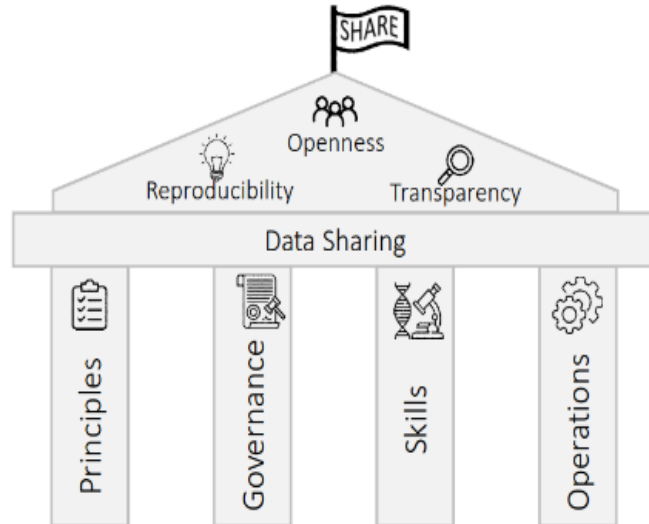 SHARE
Openness
Reproducibility
Transparency
Data Sharing
Principles
Governance
Skills
Operations